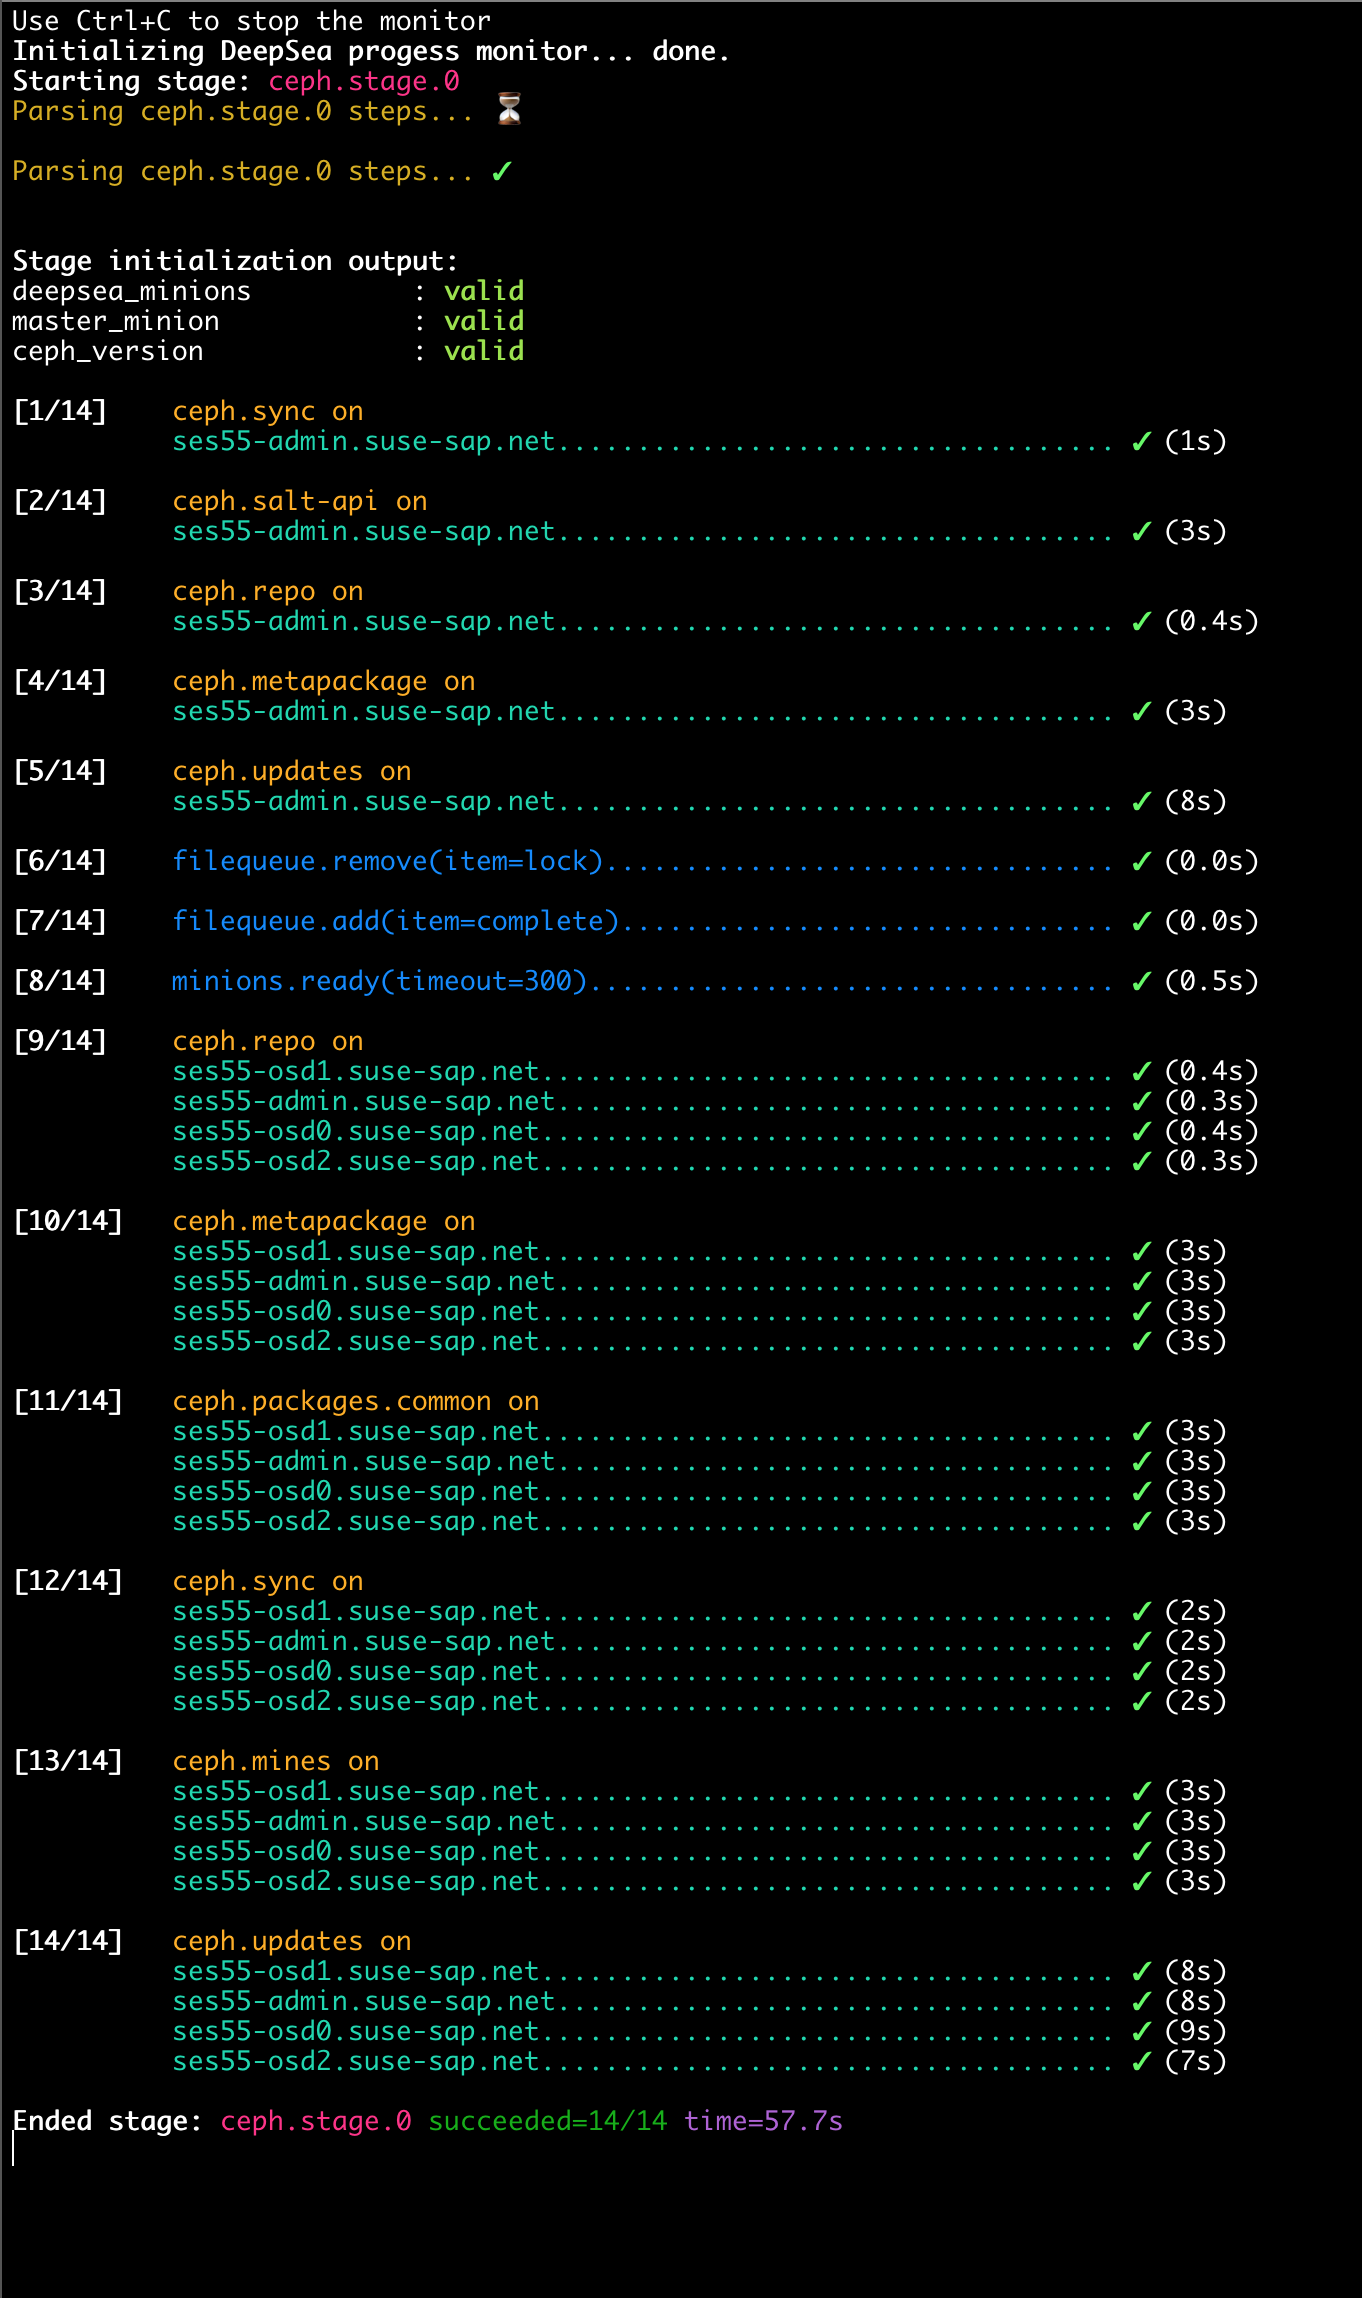 Use Ctrl+C to stop the monitor
Initializing DeepSea progess monitor... done.
Starting stage: ceph.stage.0
Parsing ceph.stage.0 steps... ⏳
Parsing ceph.stage.0 steps... ✓
Stage initialization output:
deepsea_minions          : valid
master_minion            : valid
ceph_version             : valid
[1/14]    ceph.sync on
ses55-admin.suse-sap.net................................... ✓ (1s)
[2/14]    ceph.salt-api on
ses55-admin.suse-sap.net................................... ✓ (3s)
[3/14]    ceph.repo on
ses55-admin.suse-sap.net................................... ✓ (0.4s)
[4/14]    ceph.metapackage on
ses55-admin.suse-sap.net................................... ✓ (3s)
[5/14]    ceph.updates on
ses55-admin.suse-sap.net................................... ✓ (8s)
[6/14]    filequeue.remove(item=lock)................................ ✓ (0.0s)
[7/14]    filequeue.add(item=complete)............................... ✓ (0.0s)
[8/14]    minions.ready(timeout=300)................................. ✓ (0.5s)
[9/14]    ceph.repo on
ses55-osd1.suse-sap.net.................................... ✓ (0.4s)
ses55-admin.suse-sap.net................................... ✓ (0.3s)
ses55-osd0.suse-sap.net.................................... ✓ (0.4s)
ses55-osd2.suse-sap.net.................................... ✓ (0.3s)
[10/14]   ceph.metapackage on
ses55-osd1.suse-sap.net.................................... ✓ (3s)
ses55-admin.suse-sap.net................................... ✓ (3s)
ses55-osd0.suse-sap.net.................................... ✓ (3s)
ses55-osd2.suse-sap.net.................................... ✓ (3s)
[11/14]   ceph.packages.common on
ses55-osd1.suse-sap.net.................................... ✓ (3s)
ses55-admin.suse-sap.net................................... ✓ (3s)
ses55-osd0.suse-sap.net.................................... ✓ (3s)
ses55-osd2.suse-sap.net.................................... ✓ (3s)
[12/14]   ceph.sync on
ses55-osd1.suse-sap.net.................................... ✓ (2s)
ses55-admin.suse-sap.net................................... ✓ (2s)
ses55-osd0.suse-sap.net.................................... ✓ (2s)
ses55-osd2.suse-sap.net.................................... ✓ (2s)
[13/14]   ceph.mines on
ses55-osd1.suse-sap.net.................................... ✓ (3s)
ses55-admin.suse-sap.net................................... ✓ (3s)
ses55-osd0.suse-sap.net.................................... ✓ (3s)
ses55-osd2.suse-sap.net.................................... ✓ (3s)
[14/14]   ceph.updates on
ses55-osd1.suse-sap.net.................................... ✓ (8s)
ses55-admin.suse-sap.net................................... ✓ (8s)
ses55-osd0.suse-sap.net.................................... ✓ (9s)
ses55-osd2.suse-sap.net.................................... ✓ (7s)
Ended stage: ceph.stage.0 succeeded=14/14 time=57.7s